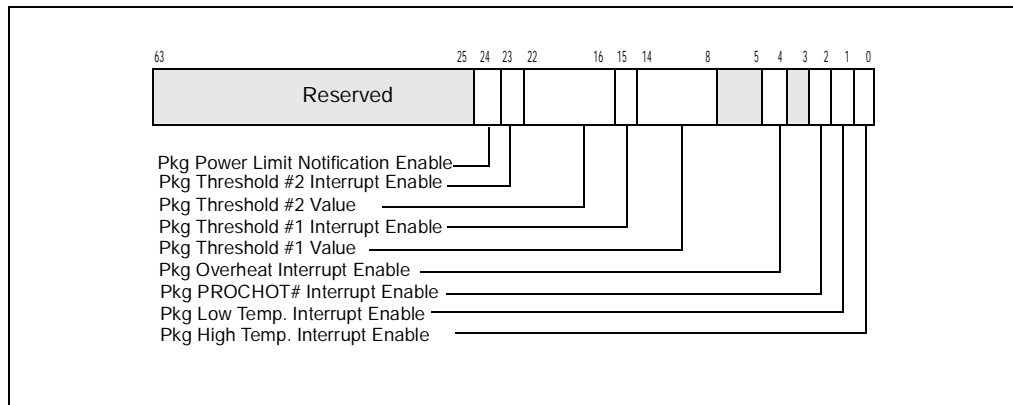 63 25 24 23 22 16 15 14 8 5 4 3 2 1 0
Reserved
Pkg Power Limit Notification Enable
Pkg Threshold #2 Interrupt Enable
Pkg Threshold #2 Value
Pkg Threshold #1 Interrupt Enable
Pkg Threshold #1 Value
Pkg Overheat Interrupt Enable
Pkg PROCHOT# Interrupt Enable
Pkg Low Temp. Interrupt Enable
Pkg High Temp. Interrupt Enable